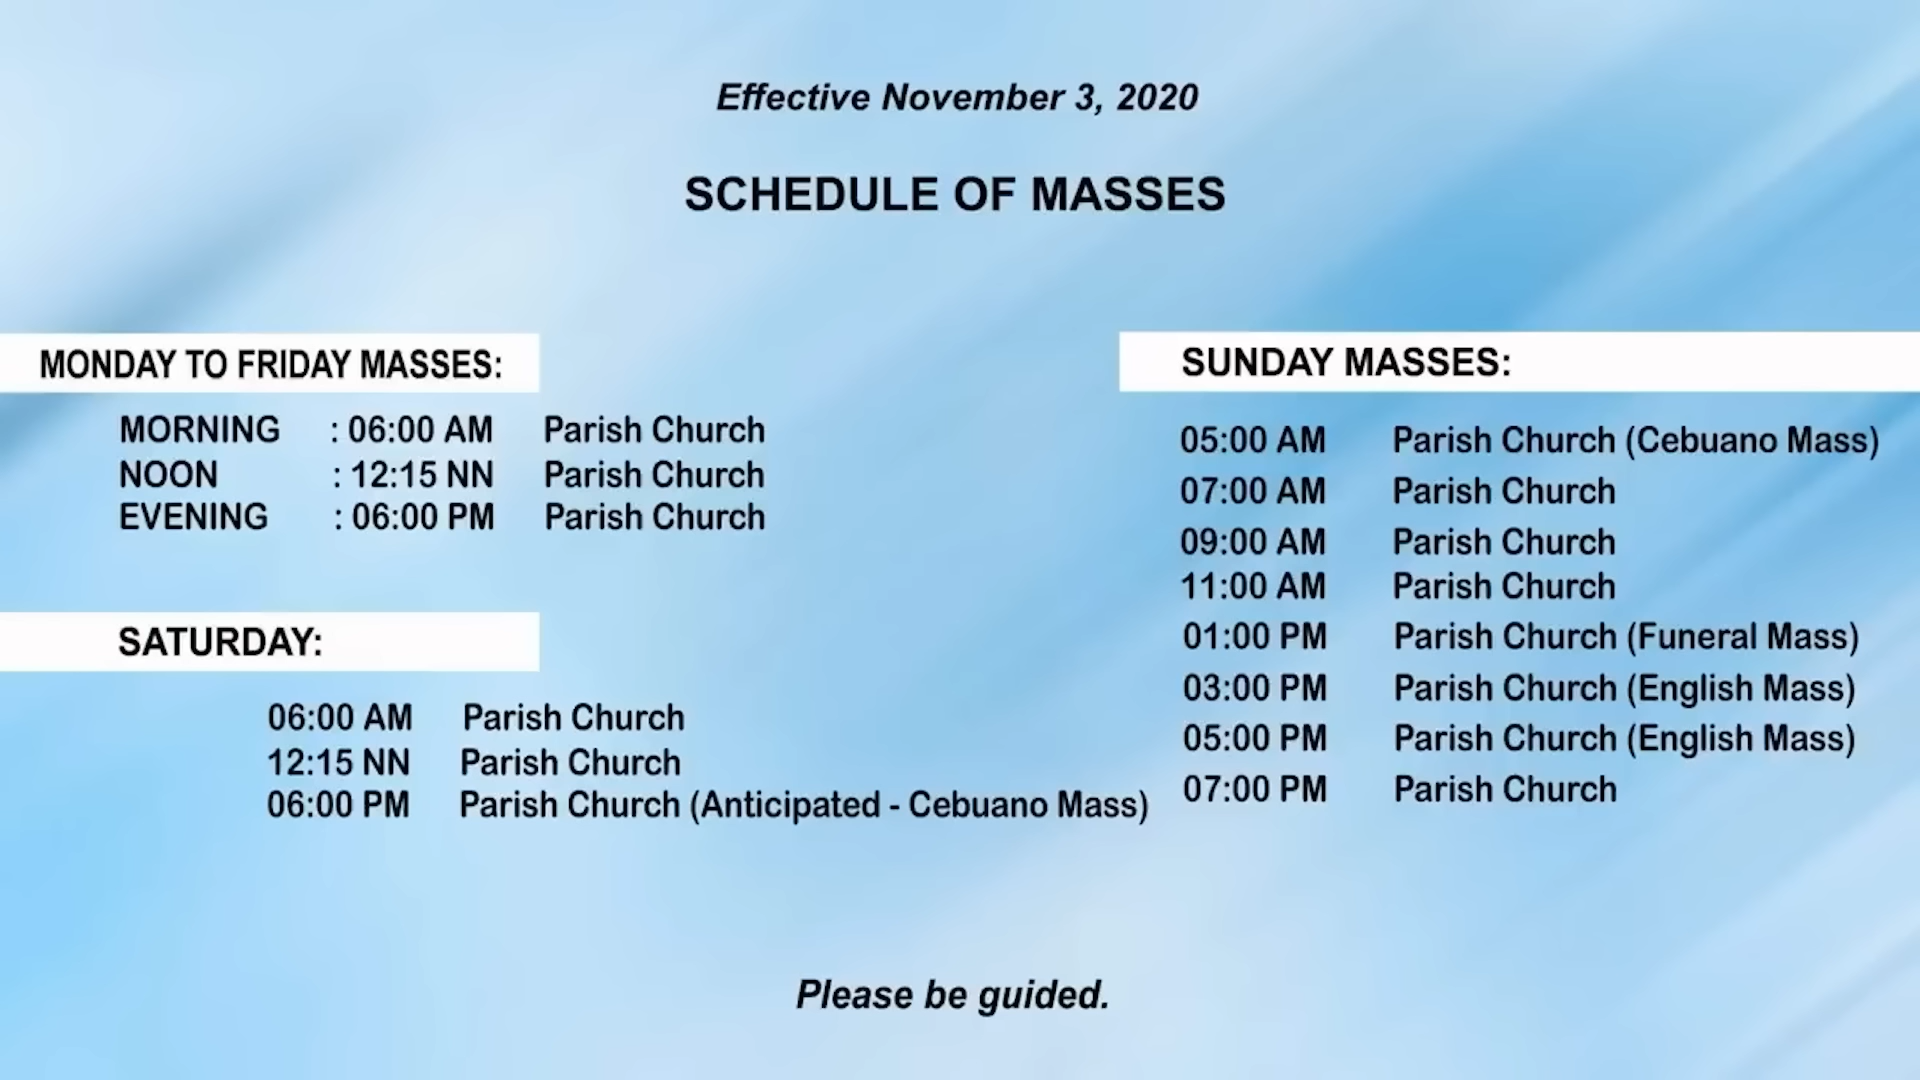 Effective November 3, 2020
SCHEDULE OF MASSES
MONDAY TO FRIDAY MASSES:
MORNING : 06:00 AM Parish Church
NOON : 12:15 NN Parish Church
EVENING : 06:00 PM Parish Church
SATURDAY:
06:00 AM Parish Church
12:15 NN Parish Church
06:00 PM Parish Church (Anticipated - Cebuano Mass)
SUNDAY MASSES:
05:00 AM Parish Church (Cebuano Mass)
07:00 AM Parish Church
09:00 AM Parish Church
11:00 AM Parish Church
01:00 PM Parish Church (Funeral Mass)
03:00 PM Parish Church (English Mass)
05:00 PM Parish Church (English Mass)
07:00 PM Parish Church
Please be guided.